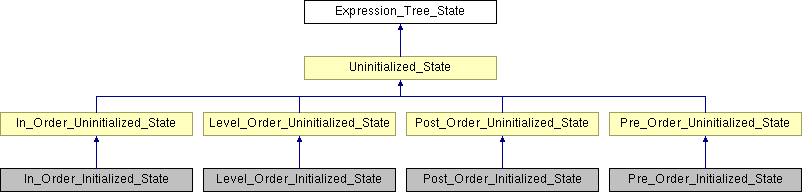 Expression_Tree_State
Uninitialized_State
In_Order_Uninitialized_State Level_Order_Uninitialized_State Post_Order_Uninitialized_State Pre_Order_Uninitialized_State
In_Order_Initialized_State Level_Order_Initialized_State Post_Order_Initialized_State Pre_Order_Initialized_State